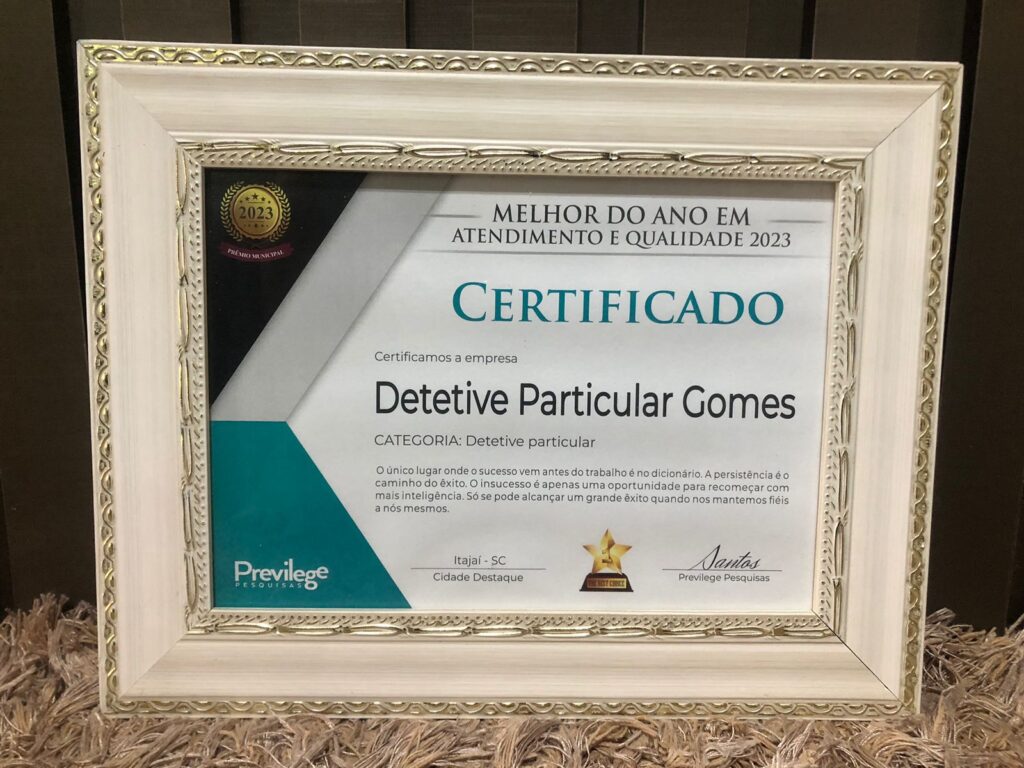 2023
PRÊMIO MUNICIPAL
MELHOR DO ANO EM
ATENDIMENTO E QUALIDADE 2023
CERTIFICADO
Certificamos a empresa
Detetive Particular Gomes
CATEGORIA: Detetive particular
O único lugar onde o sucesso vem antes do trabalho é no dicionário. A persistência é o
caminho do êxito. O insucesso é apenas uma oportunidade para recomeçar com
mais inteligência. Só se pode alcançar um grande êxito quando nos mantemos fiéis
a nós mesmos.
Previlege
PESQUISAS
Itajaí - SC
Cidade Destaque
THE BEST CHOICE
Santos
Previlege Pesquisas